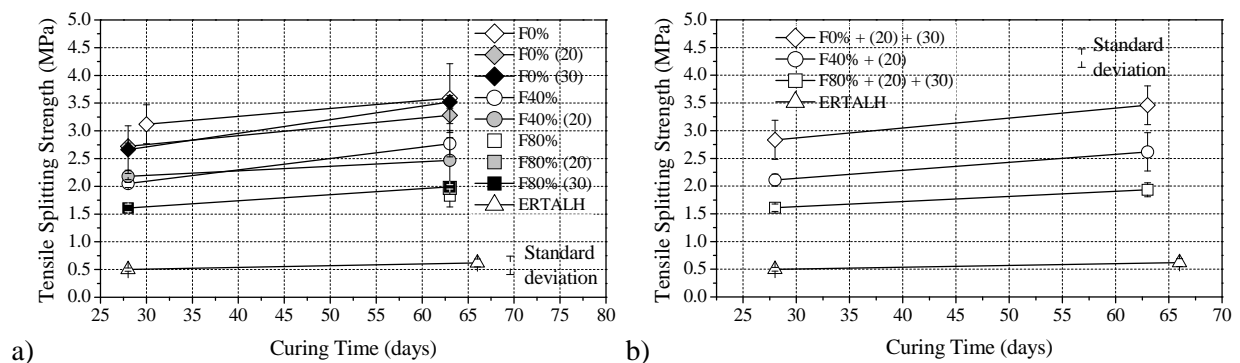 Tensile Splitting Strength (MPa)
5.0
4.5
4.0
3.5
3.0
2.5
2.0
1.5
1.0
0.5
0.0
25 30 35 40 45 50 55 60 65 70 75 80
Curing Time (days)
F0%
F0% (20)
F0% (30)
F40%
F40% (20)
F80%
F80% (20)
F80% (30)
ERTALH
Standard
deviation
a)
Tensile Splitting Strength (MPa)
5.0
4.5
4.0
3.5
3.0
2.5
2.0
1.5
1.0
0.5
0.0
25 30 35 40 45 50 55 60 65 70
Curing Time (days)
F0% + (20) + (30)
F40% + (20)
F80% + (20) + (30)
ERTALH
Standard
deviation
b)